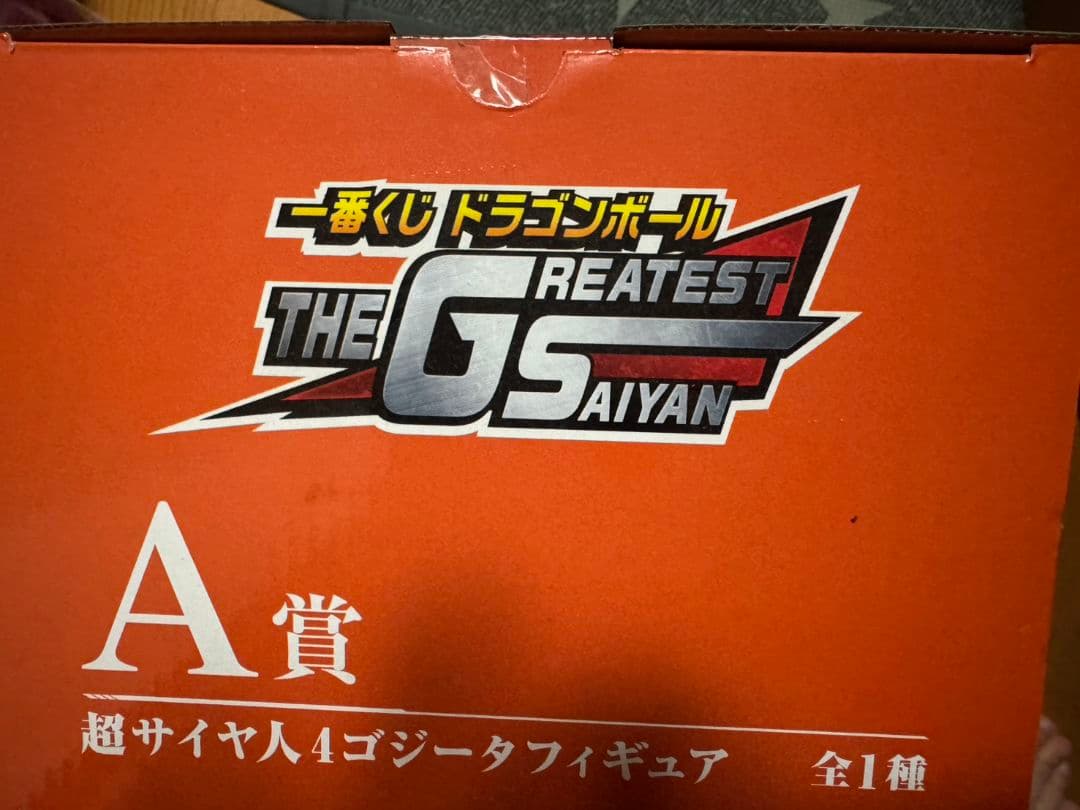 一番くじ ドラゴンボール
THE GREATEST
SAIYAN
A賞
超サイヤ人4ゴジータフィギュア 全1種